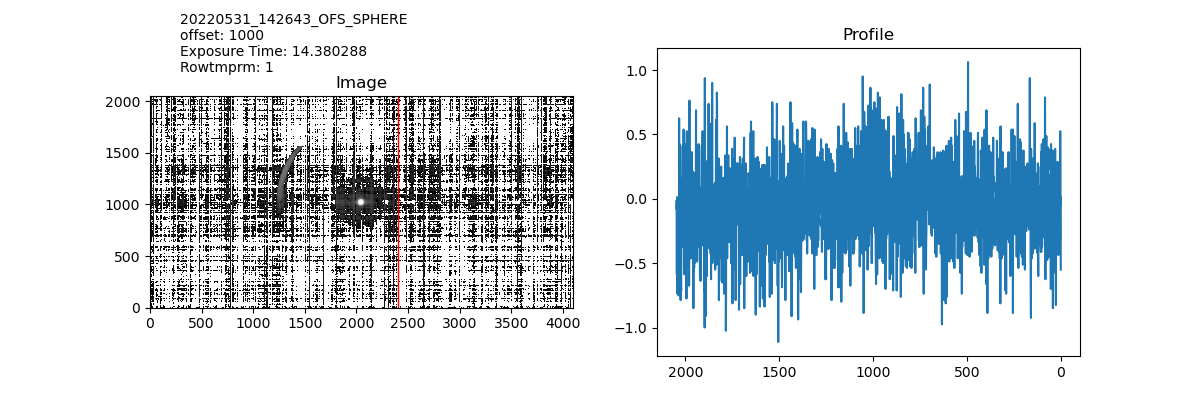 20220531_142643_OFS_SPHERE
offset: 1000
Exposure Time: 14.380288
Rowtmprm: 1
Image
2000
1500
1000
500
0
0 500 1000 1500 2000 2500 3000 3500 4000
Profile
1.0
0.5
0.0
−0.5
−1.0
2000 1500 1000 500 0